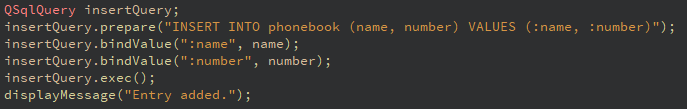 QSqlQuery insertQuery;
insertQuery.prepare("INSERT INTO phonebook (name, number) VALUES (:name, :number)");
insertQuery.bindValue(":name", name);
insertQuery.bindValue(":number", number);
insertQuery.exec();
displayMessage("Entry added.");